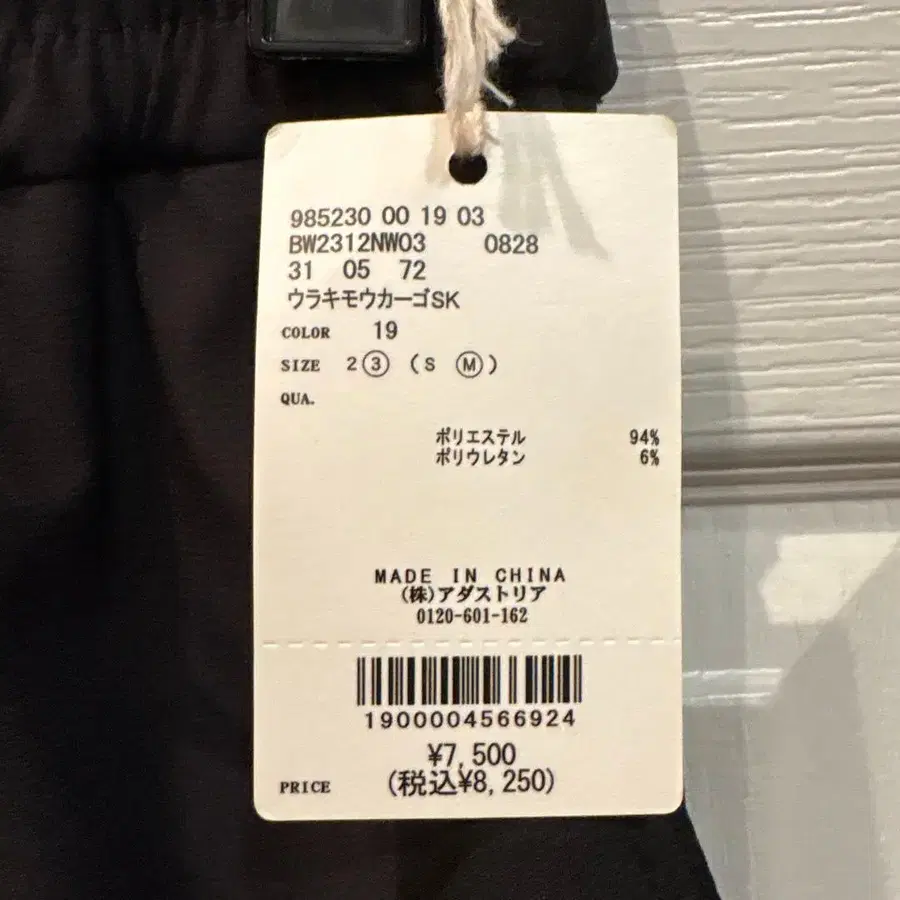 985230 00 19 03
BW2312NW03 0828
31 05 72
ウラキモウカーゴSK
COLOR 19
SIZE 2 ③ ( S Ⓜ )
QUA.
ポリエステル 94%
ポリウレタン 6%
MADE IN CHINA
(株)アダストリア
0120-601-162
1900004566924
¥7,500
PRICE (税込¥8,250)